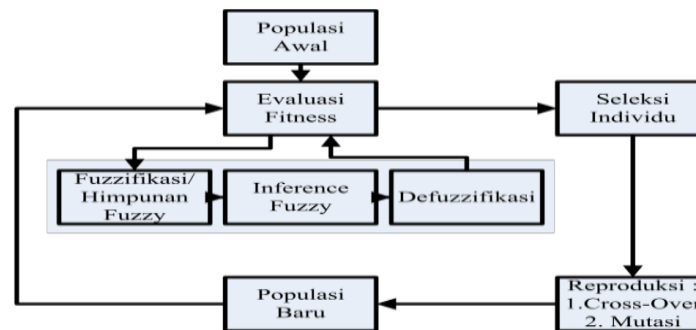 Populasi
Awal
Evaluasi
Fitness
Seleksi
Individu
Fuzzifikasi/
Himpunan
Fuzzy
Inference
Fuzzy
Defuzzifikasi
Populasi
Baru
Reproduksi :
1.Cross-Over
2. Mutasi